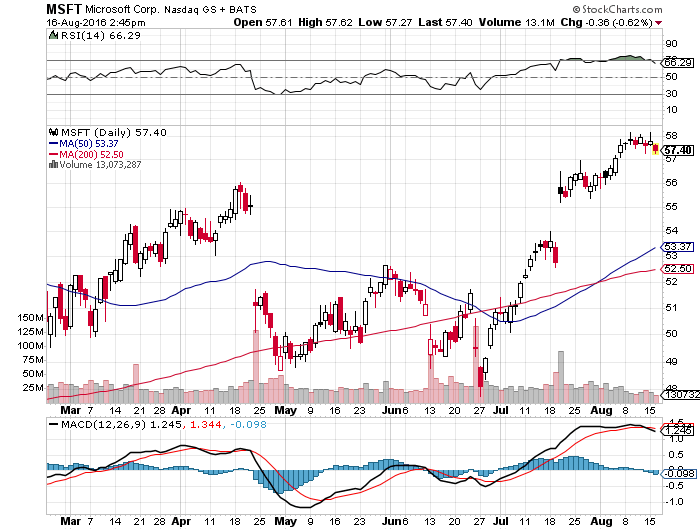 MSFT Microsoft Corp. Nasdaq GS + BATS © StockCharts.com
16-Aug-2016 2:45pm Open 57.61 High 57.62 Low 57.27 Last 57.40 Volume 13.1M Chg -0.36 (-0.62%)
RSI(14) 66.29
90
70
66.29
50
30
10
MSFT (Daily) 57.40
MA(50) 53.37
MA(200) 52.50
Volume 13,073,287
58
57.40
56
55
54
53.37
53
52.50
51
150M
50
125M
100M
49
75M
50M
48
25M
130732
Mar 7 14 21 28 Apr 11 18 25 May 9 16 23 Jun 6 13 20 27 Jul 11 18 25 Aug 8 15
MACD(12,26,9) 1.245, 1.344, -0.098
1.245
1.0
0.5
-0.098
-0.5
-1.0
Mar 7 14 21 28 Apr 11 18 25 May 9 16 23 Jun 6 13 20 27 Jul 11 18 25 Aug 8 15